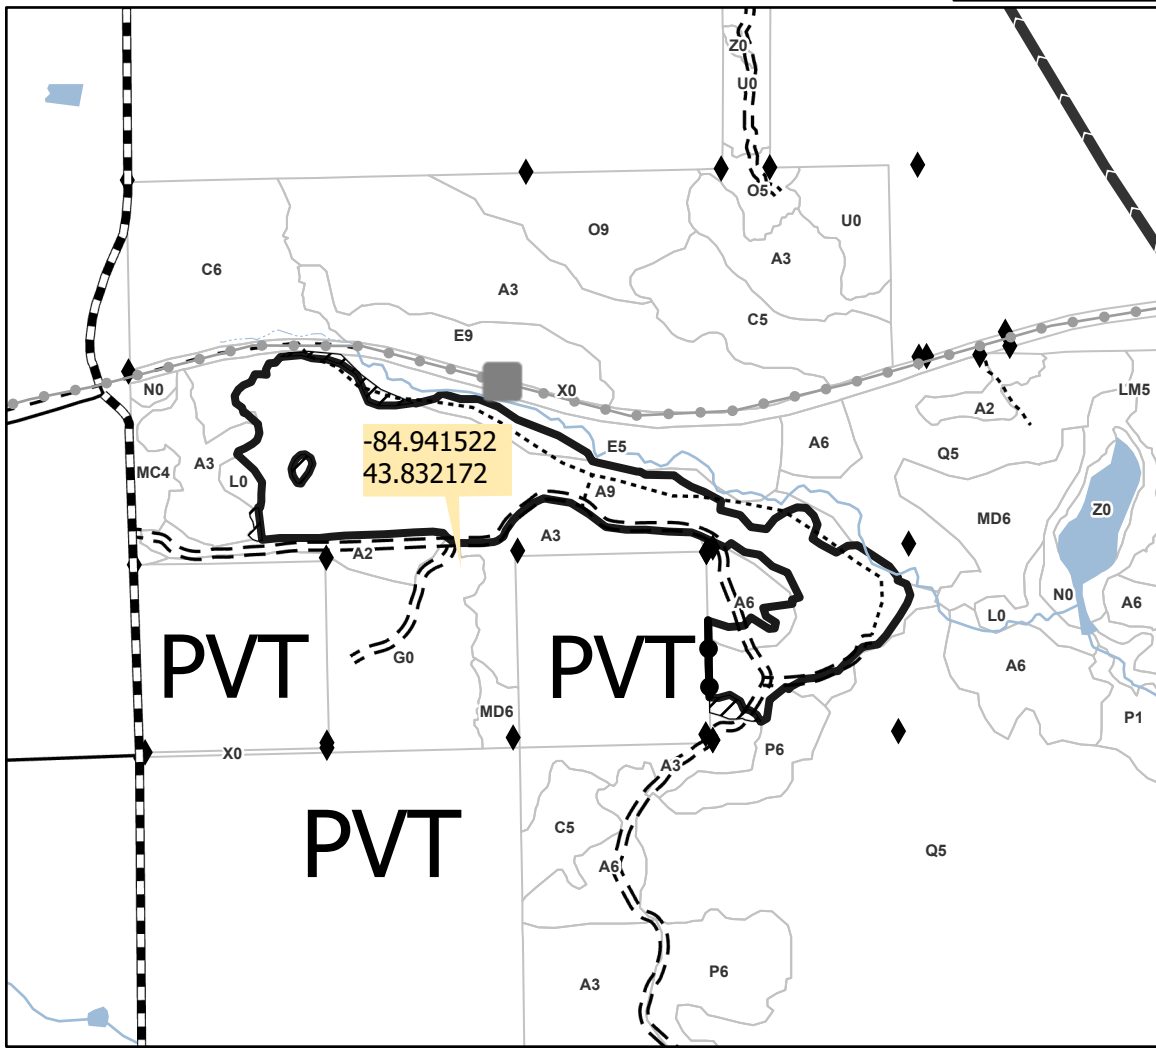 Z0
U0
O5
O9
U0
C6
A3
A3
C5
E9
N0
X0
LM5
A2
E5
A6
Q5
-84.941522
43.832172
MC4
A3
L0
A9
MD6
Z0
A3
A2
A6
N0
L0
A6
PVT
G0
PVT
A6
MD6
P1
X0
A3
P6
PVT
C5
Q5
A6
A3
P6